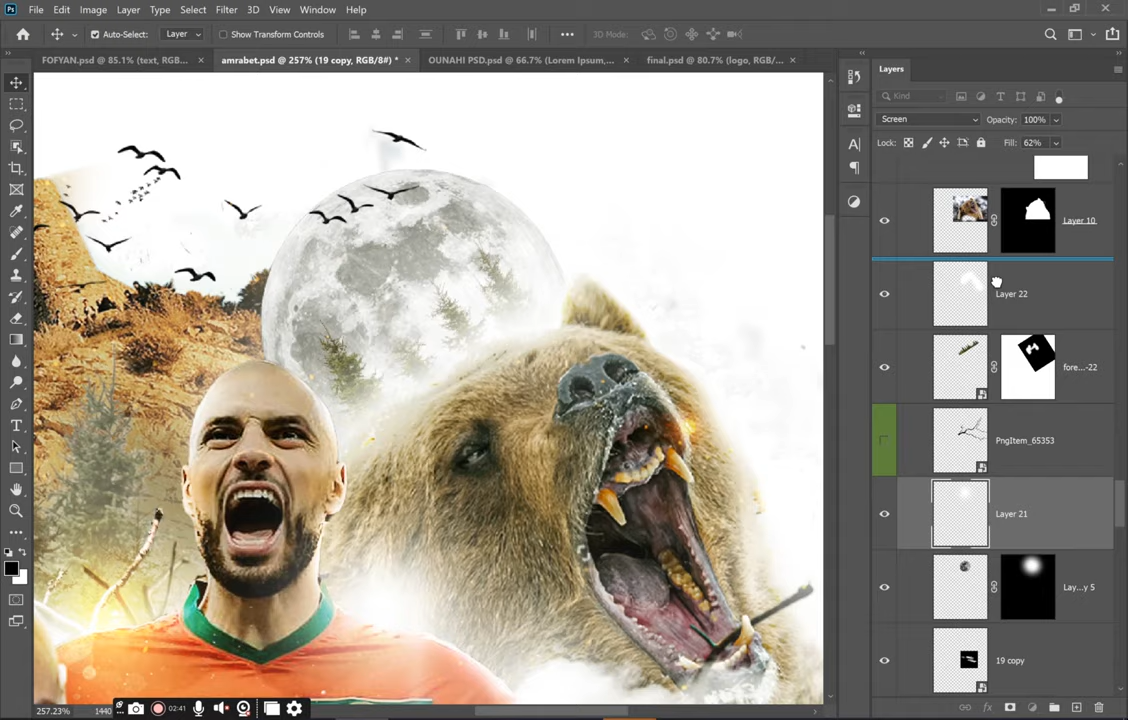 Ps File Edit Image Layer Type Select Filter 3D View Window Help
Auto-Select: Layer Show Transform Controls 3D Mode:
FOFYAN.psd @ 85.1% (text, RGB... × amrabet.psd @ 257% (19 copy, RGB/8#) * × OUNAHI PSD.psd @ 66.7% (Lorem Ipsum,... × final.psd @ 80.7% (logo, RGB/... ×
Layers
Kind
Screen Opacity: 100%
Lock: Fill: 62%
Layer 10
Layer 22
fore...-22
PngItem_65353
Layer 21
Lay...y 5
19 copy
257.23% 1440
02:41